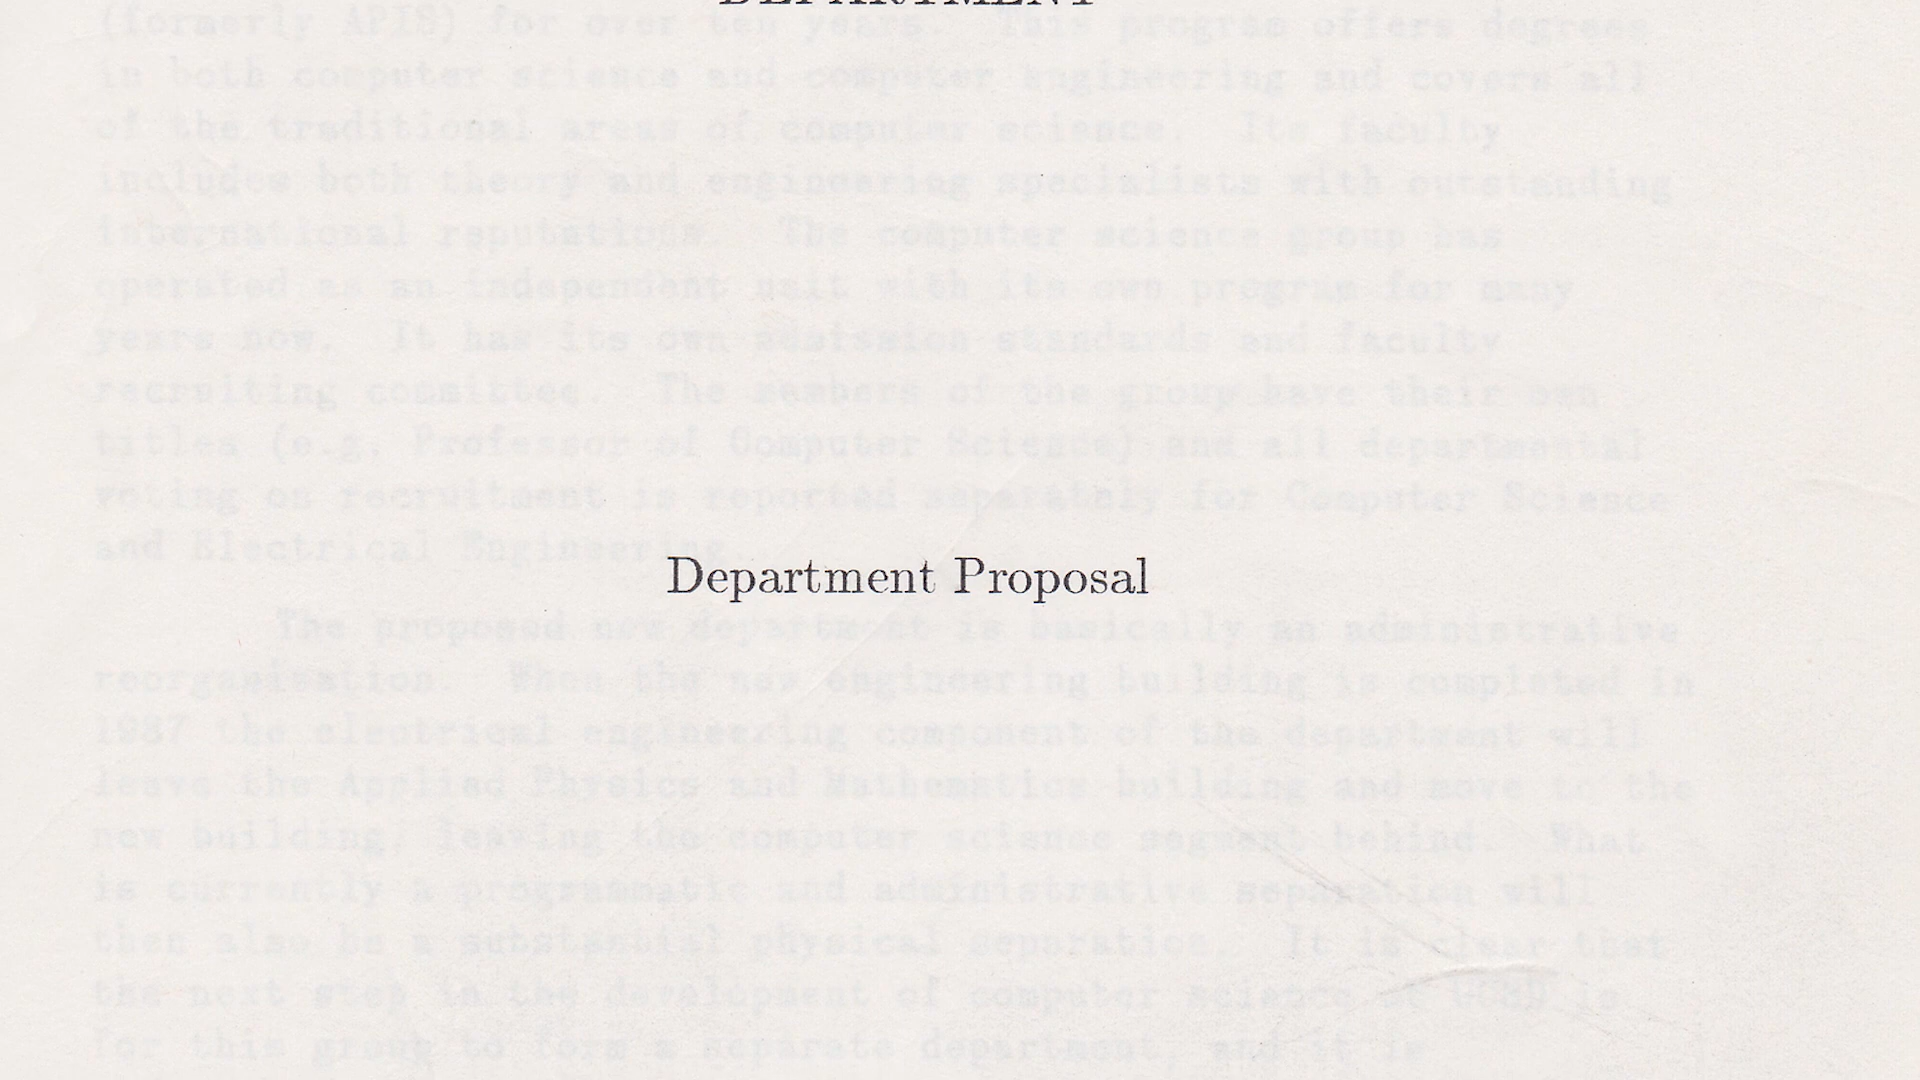 DEPARTMENT
(formerly APIS) for over ten years. This program offers degrees
in both computer science and computer engineering and covers all
of the traditional areas of computer science. Its faculty
includes both theory and engineering specialists with outstanding
international reputations. The computer science group has
operated as an independent unit with its own program for many
years now. It has its own admission standards and faculty
recruiting committee. The members of the group have their own
titles (e.g. Professor of Computer Science) and all departmental
voting on recruitment is reported separately for Computer Science
and Electrical Engineering.
Department Proposal
The proposed new department is basically an administrative
reorganization. When the new engineering building is completed in
1987 the electrical engineering component of the department will
leave the Applied Physics and Mathematics building and move to the
new building, leaving the computer science segment behind. What
is currently a programmatic and administrative separation will
then also be a substantial physical separation. It is clear that
the next step in the development of computer science at UCSD is
for this group to form a separate department, and it is